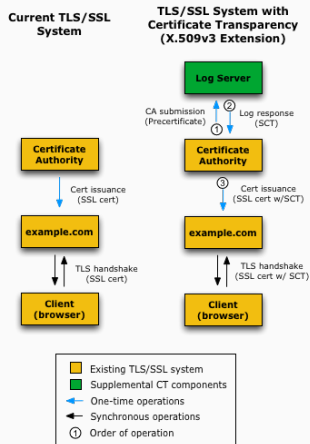 Current TLS/SSL
System
TLS/SSL System with
Certificate Transparency
(X.509v3 Extension)
Log Server
CA submission
(Precertificate)
1
2
Log response
(SCT)
Certificate
Authority
Certificate
Authority
Cert issuance
(SSL cert)
3
Cert issuance
(SSL cert w/SCT)
example.com
example.com
TLS handshake
(SSL cert)
TLS handshake
(SSL cert w/ SCT)
Client
(browser)
Client
(browser)
Existing TLS/SSL system
Supplemental CT components
One-time operations
Synchronous operations
1 Order of operation